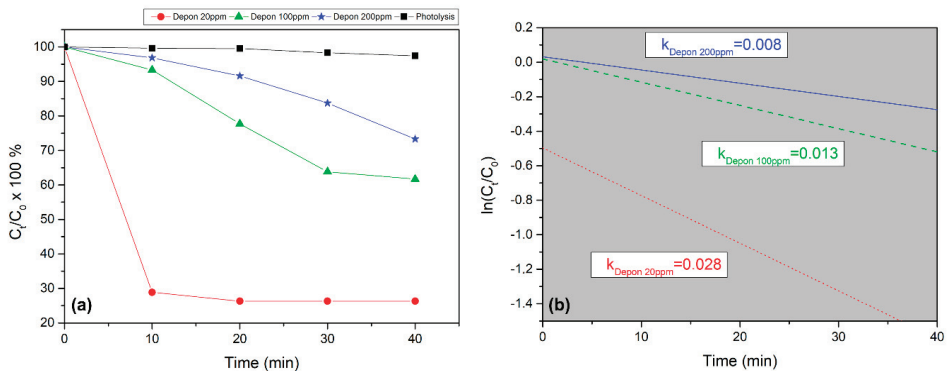 Depon 20ppm Depon 100ppm Depon 200ppm Photolysis
100
90
80
70
60
50
40
30
20
0 10 20 30 40
Cₜ/C₀ x 100 %
Time (min)
(a)
0.2
0.0
-0.2
-0.4
-0.6
-0.8
-1.0
-1.2
-1.4
0 10 20 30 40
ln(Cₜ/C₀)
Time (min)
k Depon 200ppm=0.008
k Depon 100ppm=0.013
k Depon 20ppm=0.028
(b)